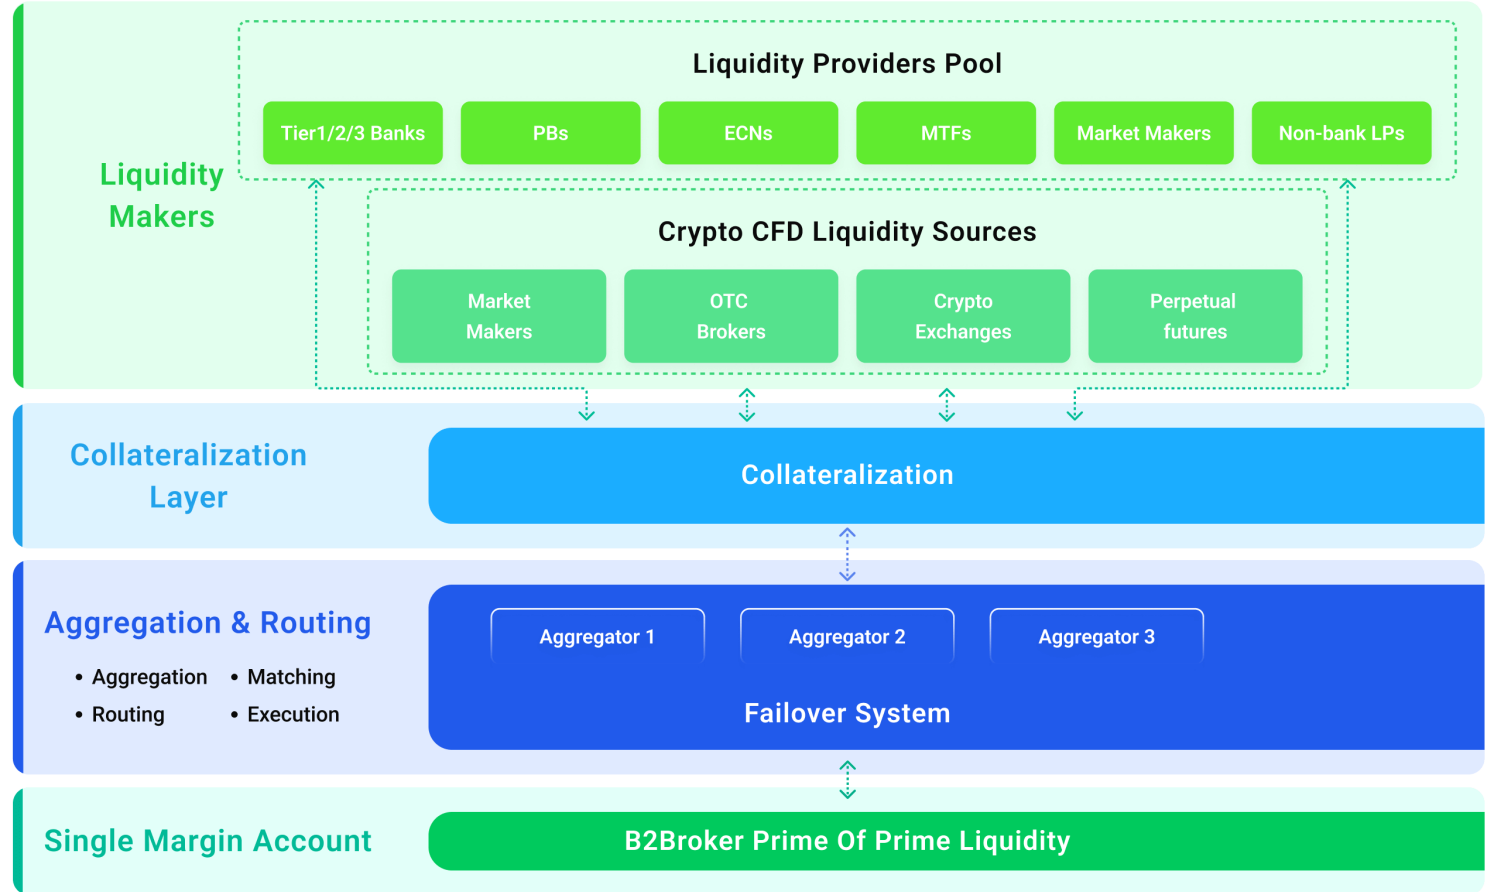 Liquidity Providers Pool
Tier1/2/3 Banks
PBs
ECNs
MTFs
Market Makers
Non-bank LPs
Liquidity
Makers
Crypto CFD Liquidity Sources
Market
Makers
OTC
Brokers
Crypto
Exchanges
Perpetual
futures
Collateralization
Layer
Collateralization
Aggregation & Routing
• Aggregation
• Matching
• Routing
• Execution
Aggregator 1
Aggregator 2
Aggregator 3
Failover System
Single Margin Account
B2Broker Prime Of Prime Liquidity